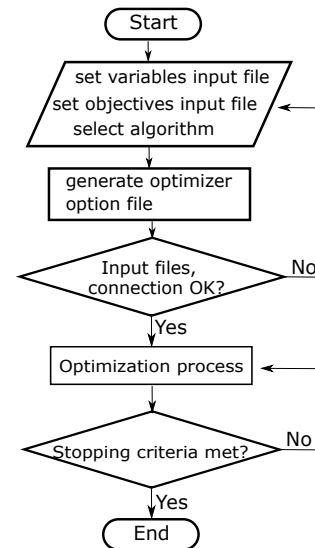 Start
set variables input file
set objectives input file
select algorithm
generate optimizer
option file
Input files,
connection OK?
No
Yes
Optimization process
Stopping criteria met?
No
Yes
End